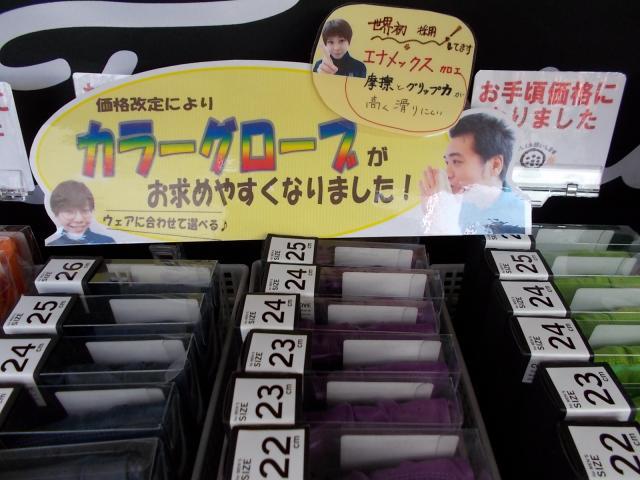 世界初 採用!してます
エナメックス 加工
摩擦とグリップ力が
高く滑りにくい
価格改定により
カラーグローブが
お求めやすくなりました!
ウェアに合わせて選べる♪
お手頃価格に
りました
26 cm
SIZE
25 cm
SIZE
24 cm
25 cm
SIZE
24 cm
SIZE
24 cm
SIZE
23 cm
SIZE
23 cm
SIZE
22 cm
SIZE
25 cm
SIZE
24 cm
SIZE
24 cm
SIZE
23 cm
SIZE
22 cm
SIZE